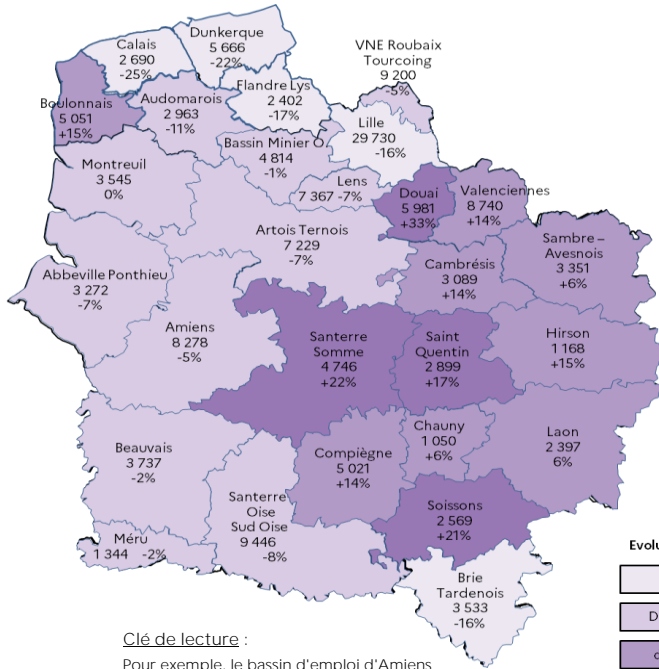 Dunkerque
5 666
-22%
Calais
2 690
-25%
VNE Roubaix
Tourcoing
9 200
-5%
Flandre Lys
2 402
-17%
Boulonnais
5 051
+15%
Audomarois
2 963
-11%
Lille
29 730
-16%
Bassin Minier O.
4 814
-1%
Montreuil
3 545
0%
Lens
7 367 -7%
Douai
5 981
+33%
Valenciennes
8 740
+14%
Artois Ternois
7 229
-7%
Sambre –
Avesnois
3 351
+6%
Cambrésis
3 089
+14%
Abbeville Ponthieu
3 272
-7%
Amiens
8 278
-5%
Santerre
Somme
4 746
+22%
Saint
Quentin
2 899
+17%
Hirson
1 168
+15%
Beauvais
3 737
-2%
Compiègne
5 021
+14%
Chauny
1 050
+6%
Laon
2 397
6%
Santerre
Oise
Sud Oise
9 446
-8%
Soissons
2 569
+21%
Méru
1 344 -2%
Brie
Tardenois
3 533
-16%
Evolu
D
Clé de lecture :
Pour exemple, le bassin d'emploi d'Amiens